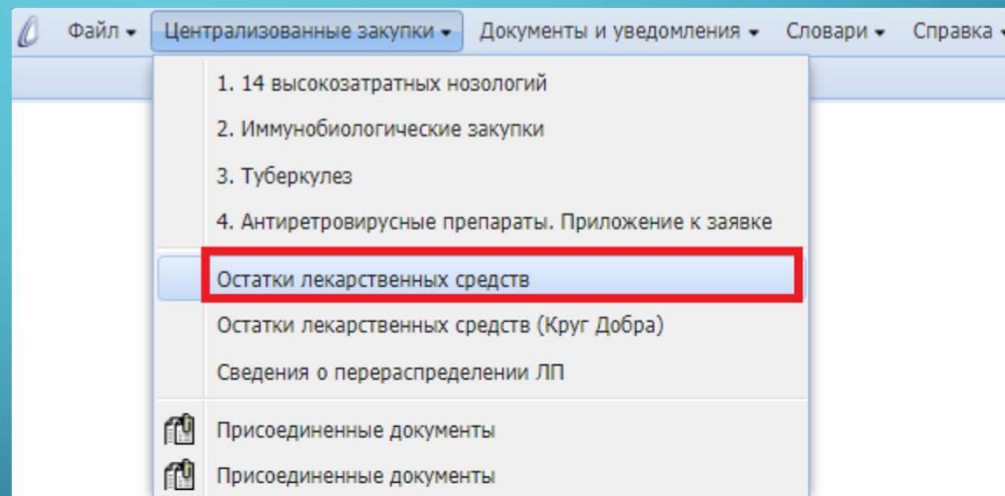 Файл Централизованные закупки Документы и уведомления Словари Справка
1. 14 высокозатратных нозологий
2. Иммунобиологические закупки
3. Туберкулез
4. Антиретровирусные препараты. Приложение к заявке
Остатки лекарственных средств
Остатки лекарственных средств (Круг Добра)
Сведения о перераспределении ЛП
Присоединенные документы
Присоединенные документы